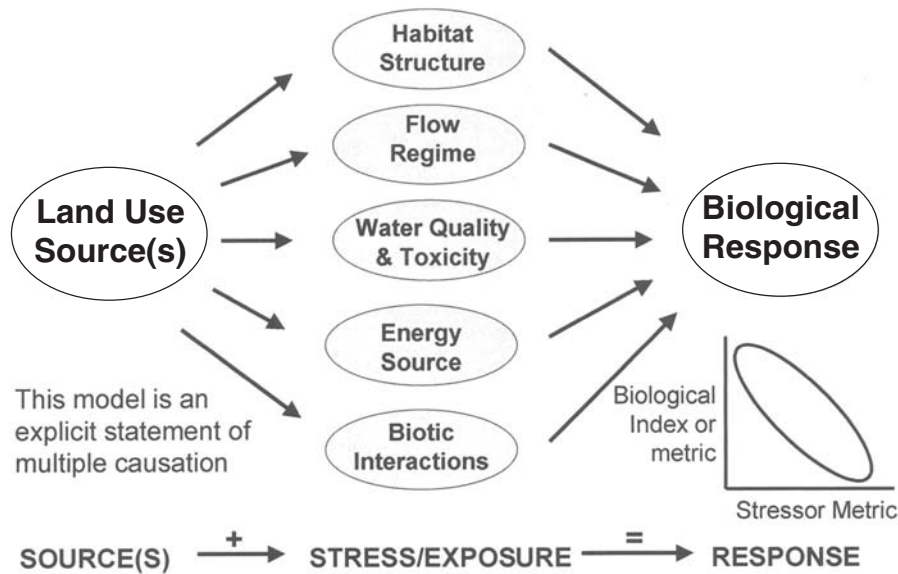 Habitat
Structure
Flow
Regime
Land Use
Source(s)
Water Quality
& Toxicity
Biological
Response
Energy
Source
Biotic
Interactions
This model is an
explicit statement of
multiple causation
Biological
Index or
metric
Stressor Metric
SOURCE(S) + STRESS/EXPOSURE = RESPONSE